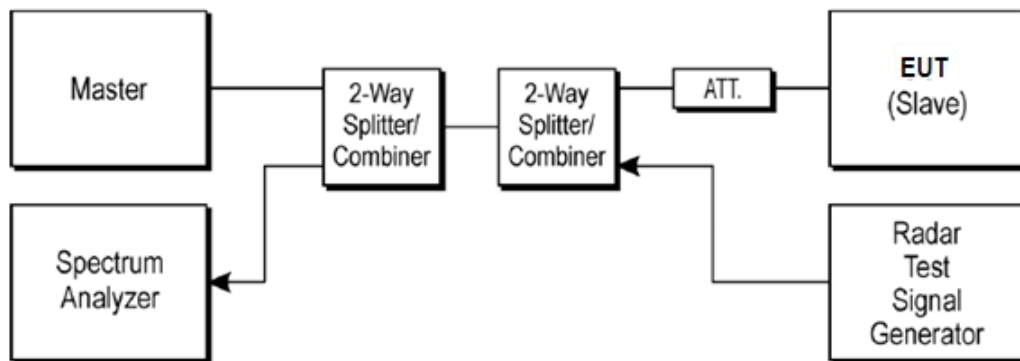 Master
2-Way
Splitter/
Combiner
2-Way
Splitter/
Combiner
ATT.
EUT
(Slave)
Spectrum
Analyzer
Radar
Test
Signal
Generator